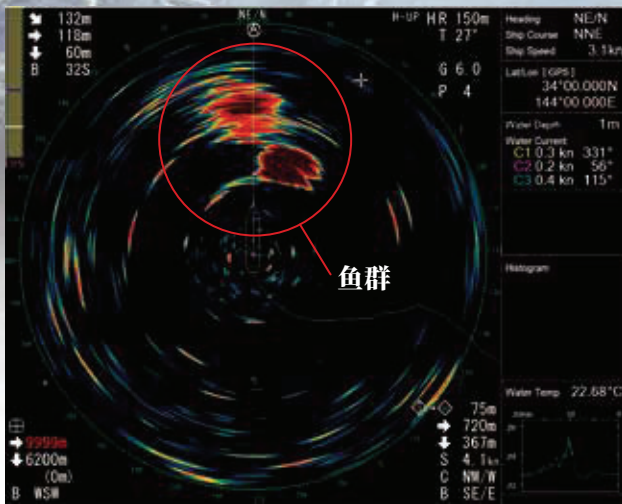 132m
118m
60m
B 32S
NE/N
A
H-UP HR 150m
T 27°
G 6.0
P 4
鱼群
9999m
6200m
(0m)
B WSW
75m
720m
367m
S 4.1kn
C NW/W
B SE/E
Heading NE/N
Ship Course NNE
Ship Speed 3.1kn
Lat/Lon [GPS]
34°00.000N
144°00.000E
Water Depth 1m
Water Current
C1 0.3 kn 331°
C2 0.2 kn 56°
C3 0.4 kn 115°
Histogram
Water Temp 22.68°C